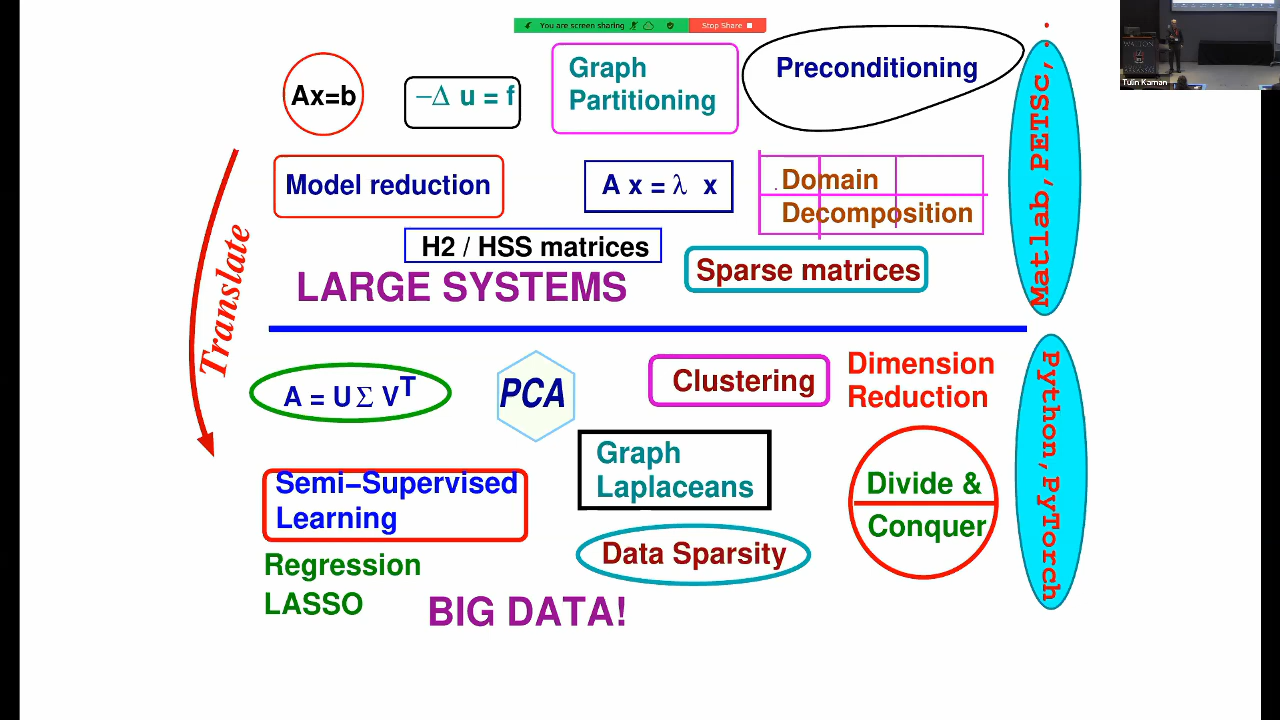 You are screen sharing
Stop Share
Ax=b
−Δ u = f
Graph
Partitioning
Preconditioning
Matlab,PETSc,..
Model reduction
A x = λ x
Domain
Decomposition
H2 / HSS matrices
Sparse matrices
LARGE SYSTEMS
Translate
A = U Σ V^T
PCA
Clustering
Dimension
Reduction
Python,PyTorch
Graph
Laplaceans
Semi−Supervised
Learning
Divide &
Conquer
Data Sparsity
Regression
LASSO
BIG DATA!
WALTON
Tulin Kaman